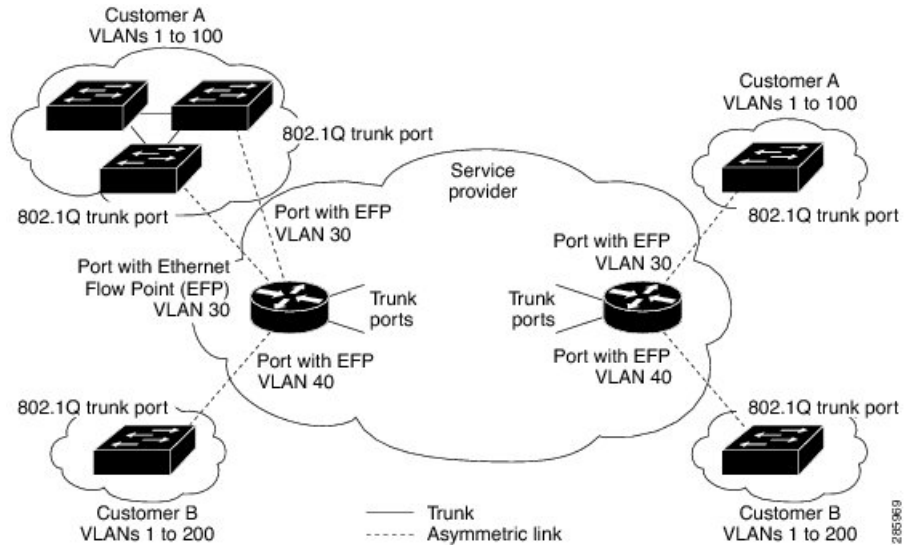 Customer A
VLANs 1 to 100
Customer A
VLANs 1 to 100
802.1Q trunk port
Service
provider
802.1Q trunk port
802.1Q trunk port
Port with EFP
VLAN 30
Port with EFP
VLAN 30
Port with Ethernet
Flow Point (EFP)
VLAN 30
Trunk
ports
Trunk
ports
Port with EFP
VLAN 40
Port with EFP
VLAN 40
802.1Q trunk port
802.1Q trunk port
Customer B
VLANs 1 to 200
Trunk
Asymmetric link
Customer B
VLANs 1 to 200
285969